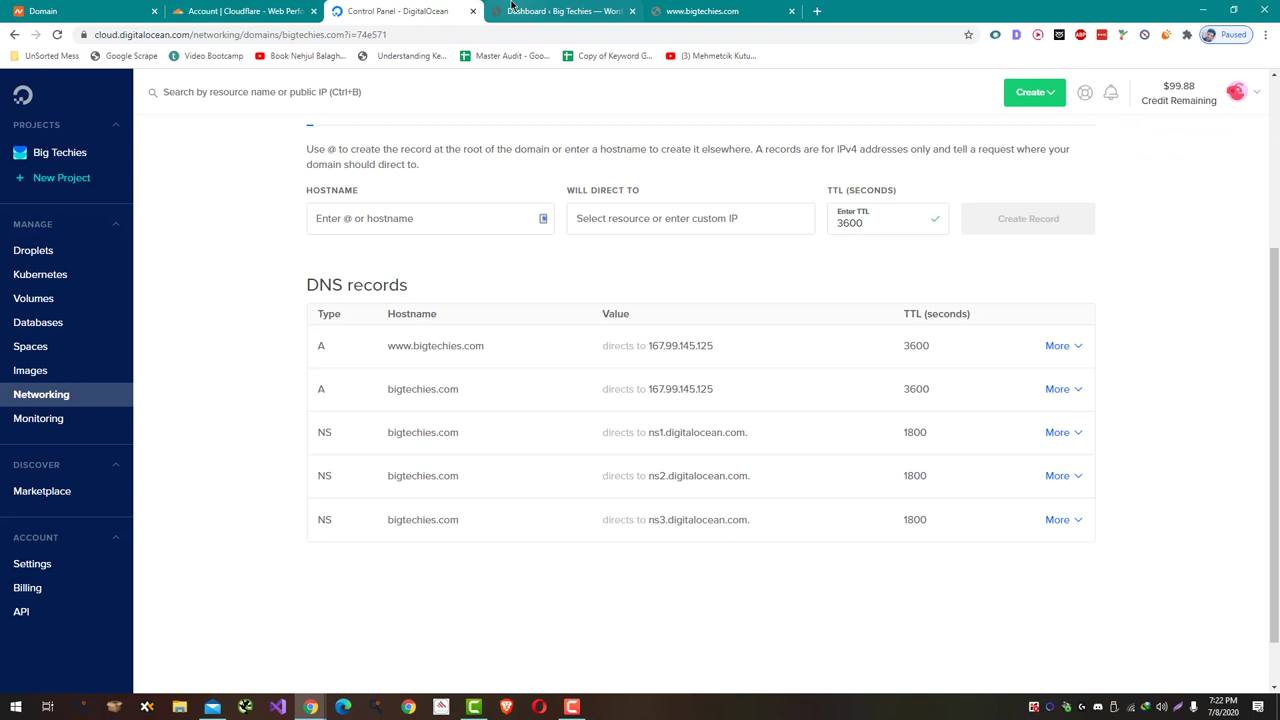 Domain
Account | Cloudflare - Web Perfo
Control Panel - DigitalOcean
Dashboard ‹ Big Techies — Word
www.bigtechies.com
cloud.digitalocean.com/networking/domains/bigtechies.com?i=74e571
Paused
UnSorted Mess
Google Scrape
Video Bootcamp
Book Nehjul Balagh...
Understanding Ke...
Master Audit - Goo...
Copy of Keyword G...
(3) Mehmetcik Kutu...
Search by resource name or public IP (Ctrl+B)
Create
$99.88
Credit Remaining
PROJECTS
Big Techies
+ New Project
MANAGE
Droplets
Kubernetes
Volumes
Databases
Spaces
Images
Networking
Monitoring
DISCOVER
Marketplace
ACCOUNT
Settings
Billing
API
Use @ to create the record at the root of the domain or enter a hostname to create it elsewhere. A records are for IPv4 addresses only and tell a request where your
domain should direct to.
HOSTNAME
WILL DIRECT TO
TTL (SECONDS)
Enter @ or hostname
Select resource or enter custom IP
Enter TTL
3600
Create Record
DNS records
Type Hostname Value TTL (seconds)
A www.bigtechies.com directs to 167.99.145.125 3600 More
A bigtechies.com directs to 167.99.145.125 3600 More
NS bigtechies.com directs to ns1.digitalocean.com. 1800 More
NS bigtechies.com directs to ns2.digitalocean.com. 1800 More
NS bigtechies.com directs to ns3.digitalocean.com. 1800 More
7:22 PM
7/8/2020